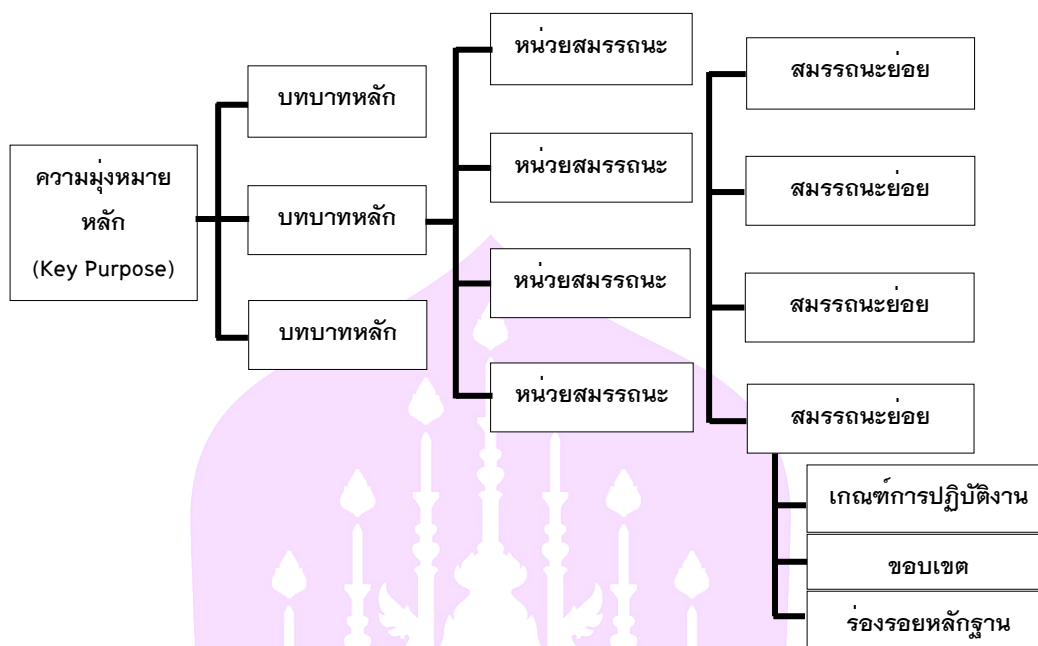 ความมุ่งหมาย
หลัก
(Key Purpose)
บทบาทหลัก
บทบาทหลัก
บทบาทหลัก
หน่วยสมรรถนะ
หน่วยสมรรถนะ
หน่วยสมรรถนะ
หน่วยสมรรถนะ
สมรรถนะย่อย
สมรรถนะย่อย
สมรรถนะย่อย
สมรรถนะย่อย
เกณฑ์การปฏิบัติงาน
ขอบเขต
ร่องรอยหลักฐาน